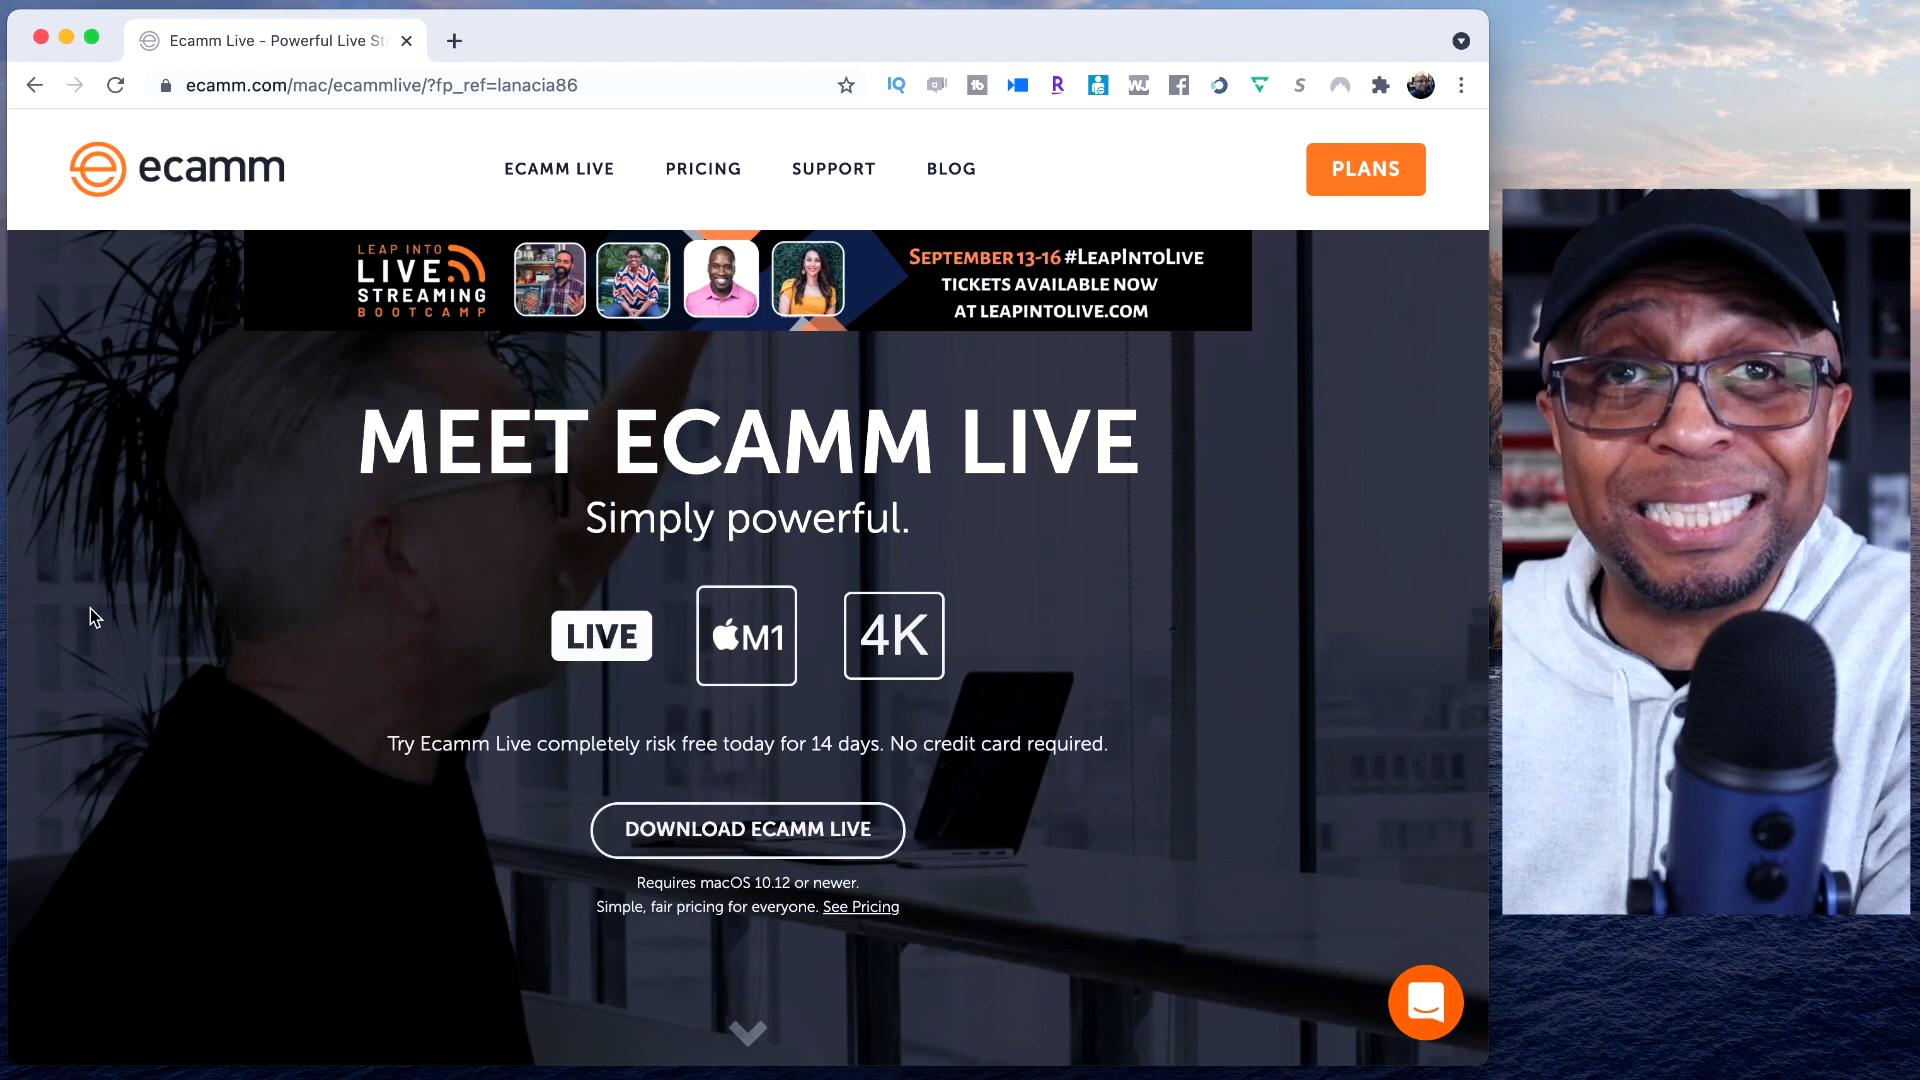 Ecamm Live - Powerful Live St
ecamm.com/mac/ecammlive/?fp_ref=lanacia86
IQ
R
WJ
S
ecamm
ECAMM LIVE
PRICING
SUPPORT
BLOG
PLANS
LEAP INTO
LIVE
STREAMING
BOOTCAMP
SEPTEMBER 13-16 #LEAPINTOLIVE
TICKETS AVAILABLE NOW
AT LEAPINTOLIVE.COM
MEET ECAMM LIVE
Simply powerful.
LIVE
M1
4K
Try Ecamm Live completely risk free today for 14 days. No credit card required.
DOWNLOAD ECAMM LIVE
Requires macOS 10.12 or newer.
Simple, fair pricing for everyone. See Pricing